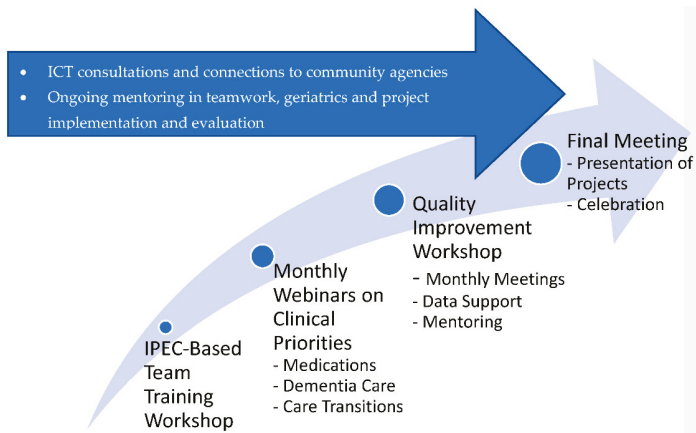 • ICT consultations and connections to community agencies
• Ongoing mentoring in teamwork, geriatrics and project
implementation and evaluation
IPEC-Based
Team
Training
Workshop
Monthly
Webinars on
Clinical
Priorities
- Medications
- Dementia Care
- Care Transitions
Quality
Improvement
Workshop
- Monthly Meetings
- Data Support
- Mentoring
Final Meeting
- Presentation of
Projects
- Celebration